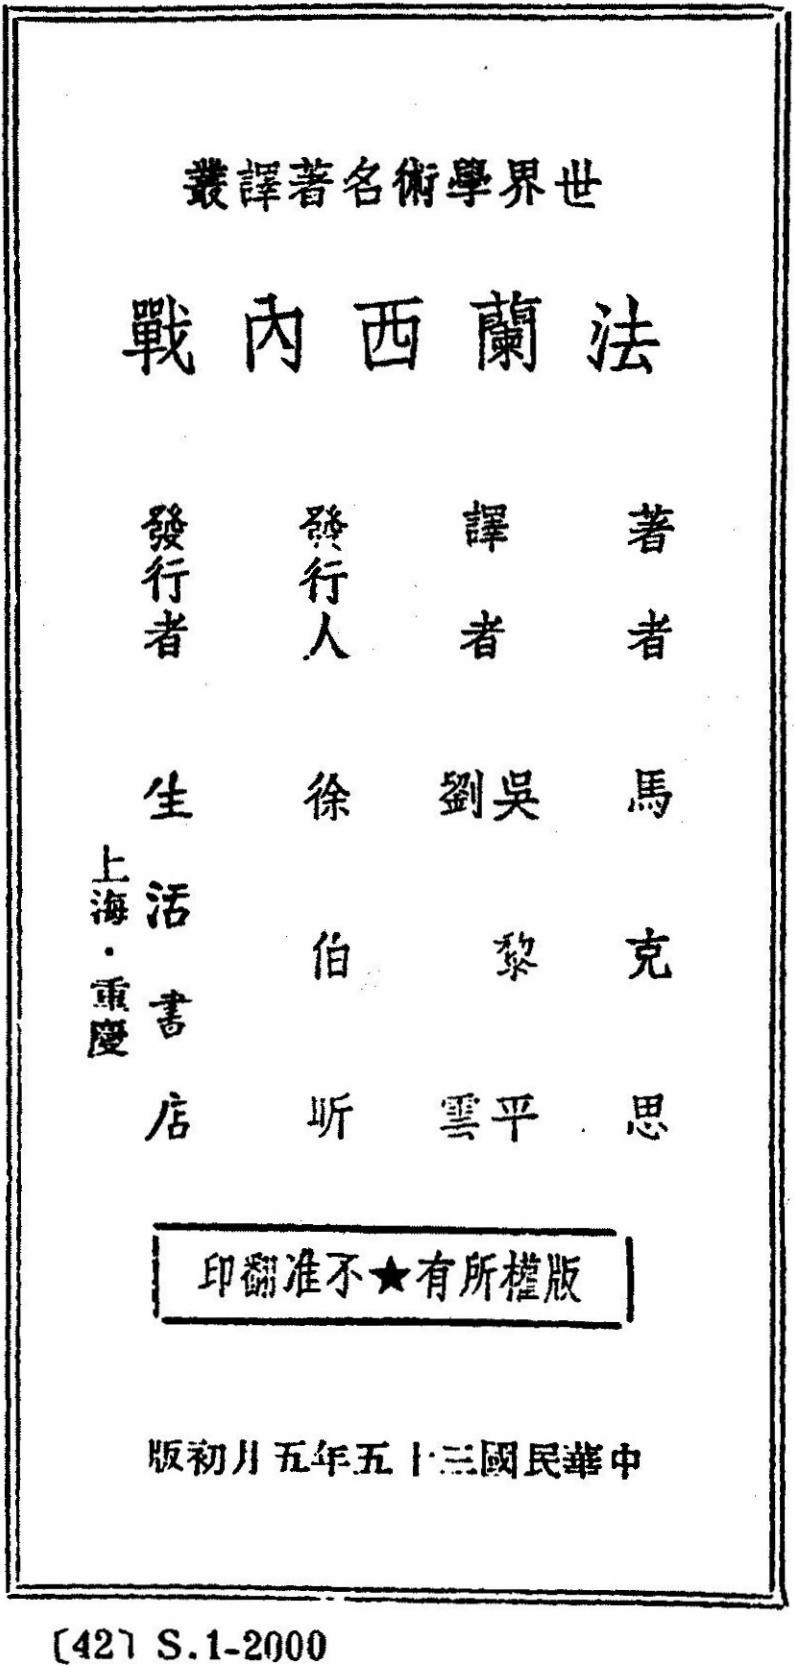 世界學術名著譯叢
法蘭西內戰
著者 馬克思
譯者 吳黎平 劉雲
發行人 徐伯昕
發行者 生活書店
上海·重慶
版權所有★不准翻印
中華民國三十五年五月初版
〔42〕 S.1-2000